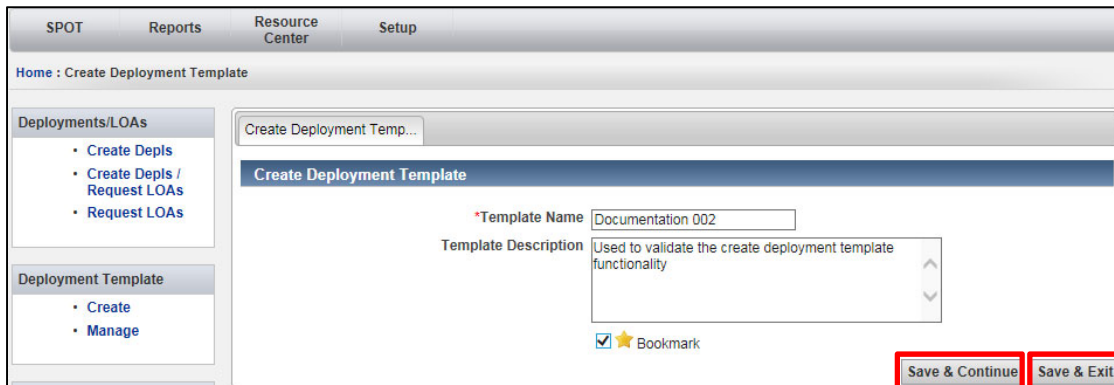 SPOT Reports Resource Center Setup
Home : Create Deployment Template
Deployments/LOAs
• Create Depls
• Create Depls /
Request LOAs
• Request LOAs
Deployment Template
• Create
• Manage
Create Deployment Temp...
Create Deployment Template
*Template Name Documentation 002
Template Description Used to validate the create deployment template
functionality
Bookmark
Save & Continue Save & Exit